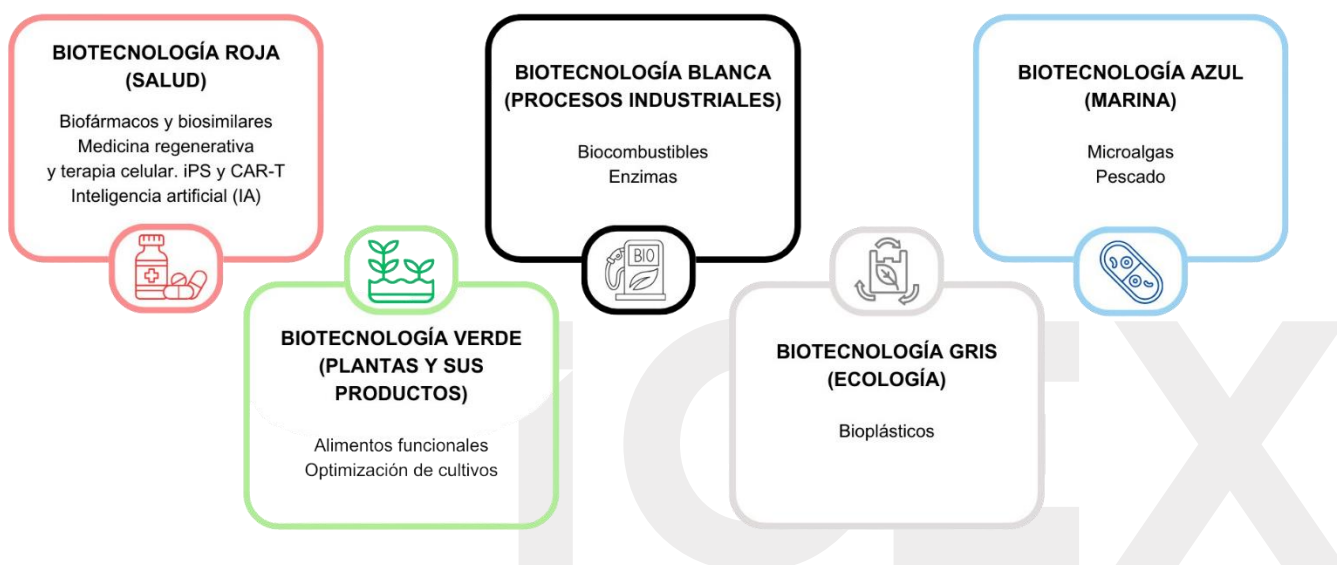 BIOTECNOLOGÍA ROJA
(SALUD)
Biofármacos y biosimilares
Medicina regenerativa
y terapia celular. iPS y CAR-T
Inteligencia artificial (IA)
BIOTECNOLOGÍA VERDE
(PLANTAS Y SUS
PRODUCTOS)
Alimentos funcionales
Optimización de cultivos
BIOTECNOLOGÍA BLANCA
(PROCESOS INDUSTRIALES)
Biocombustibles
Enzimas
BIO
BIOTECNOLOGÍA GRIS
(ECOLOGÍA)
Bioplásticos
BIOTECNOLOGÍA AZUL
(MARINA)
Microalgas
Pescado
iCEX